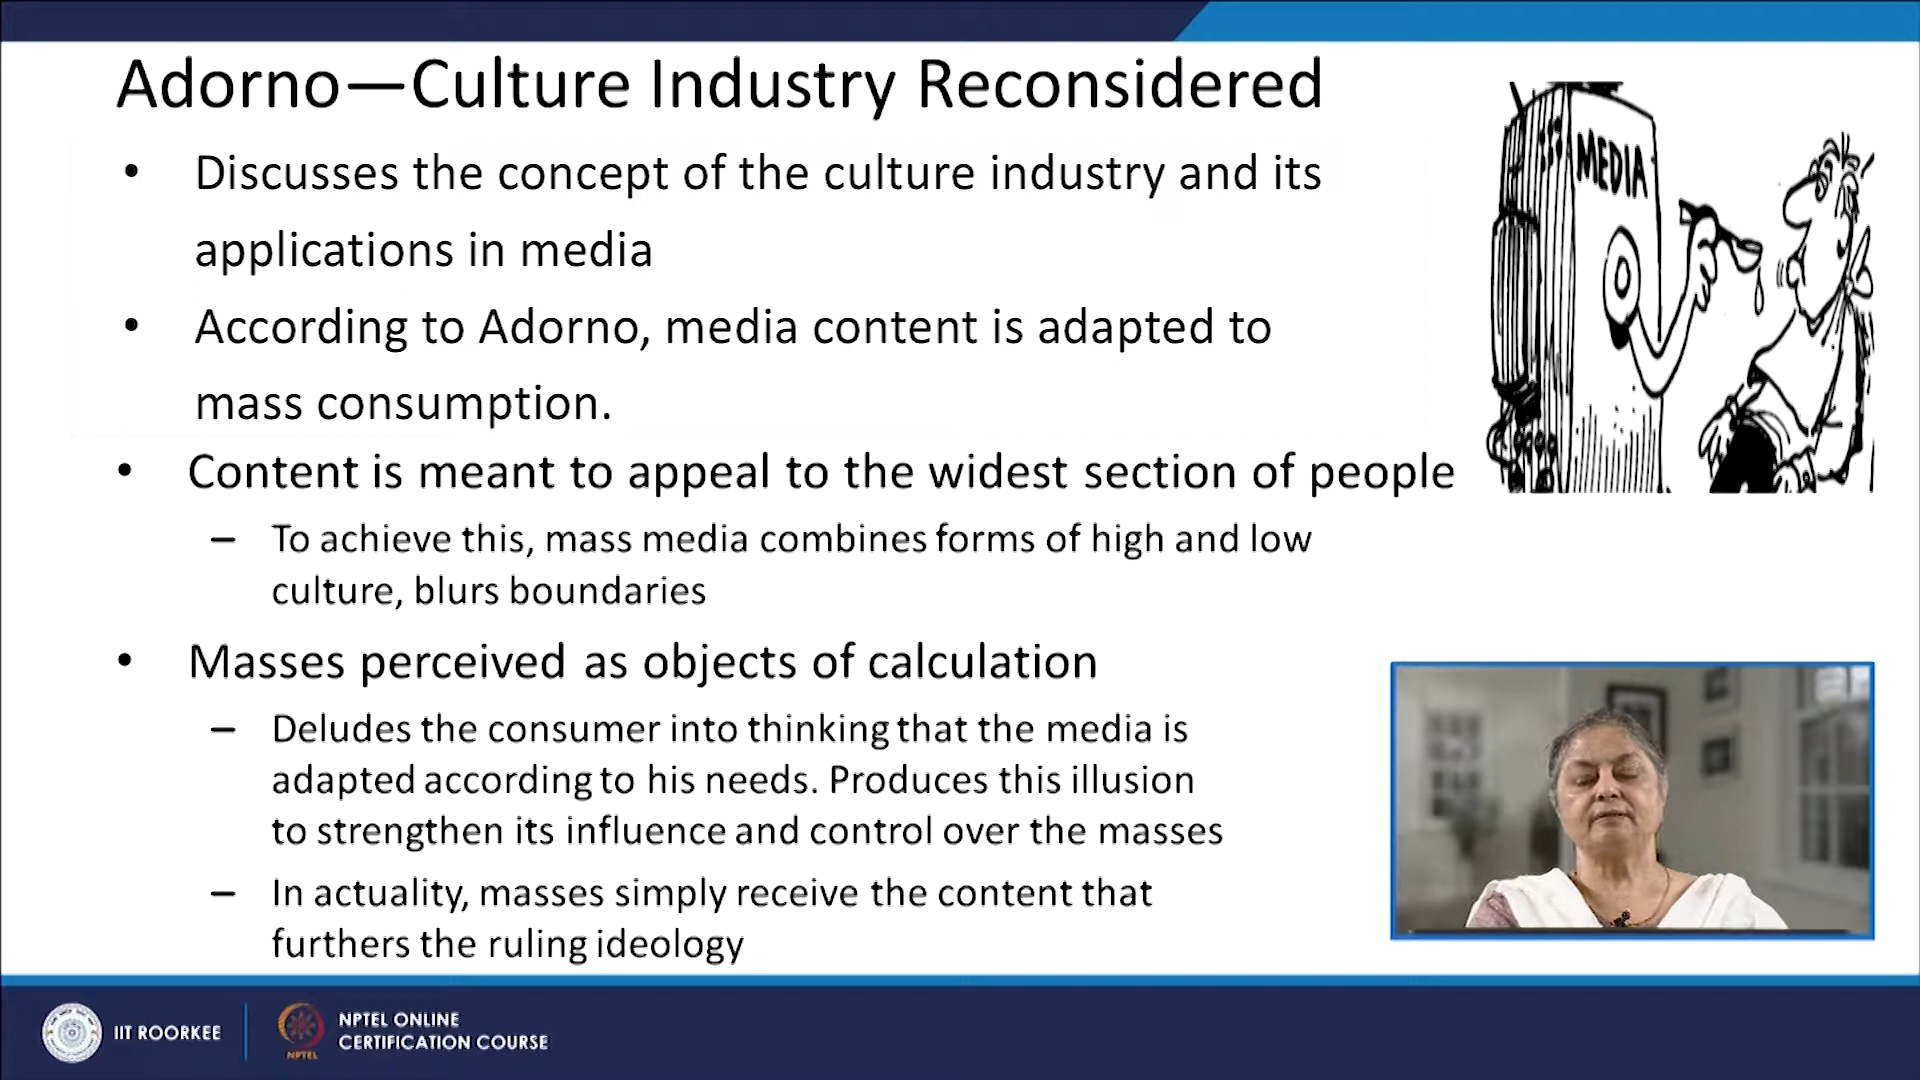 Adorno—Culture Industry Reconsidered
• Discusses the concept of the culture industry and its
applications in media
• According to Adorno, media content is adapted to
mass consumption.
• Content is meant to appeal to the widest section of people
– To achieve this, mass media combines forms of high and low
culture, blurs boundaries
• Masses perceived as objects of calculation
– Deludes the consumer into thinking that the media is
adapted according to his needs. Produces this illusion
to strengthen its influence and control over the masses
– In actuality, masses simply receive the content that
furthers the ruling ideology
MEDIA
IIT ROORKEE
NPTEL
NPTEL ONLINE
CERTIFICATION COURSE